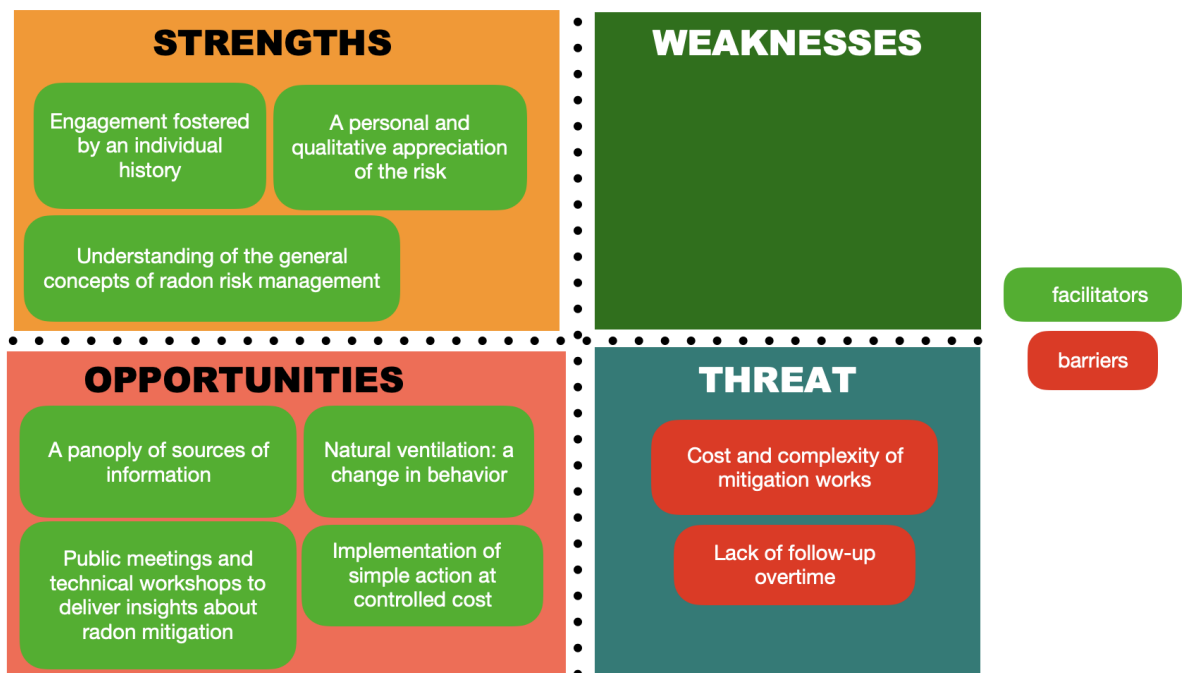 STRENGTHS
Engagement fostered
by an individual
history
A personal and
qualitative appreciation
of the risk
Understanding of the general
concepts of radon risk management
WEAKNESSES
OPPORTUNITIES
A panoply of sources of
information
Natural ventilation: a
change in behavior
Public meetings and
technical workshops to
deliver insights about
radon mitigation
Implementation of
simple action at
controlled cost
THREAT
Cost and complexity of
mitigation works
Lack of follow-up
overtime
facilitators
barriers